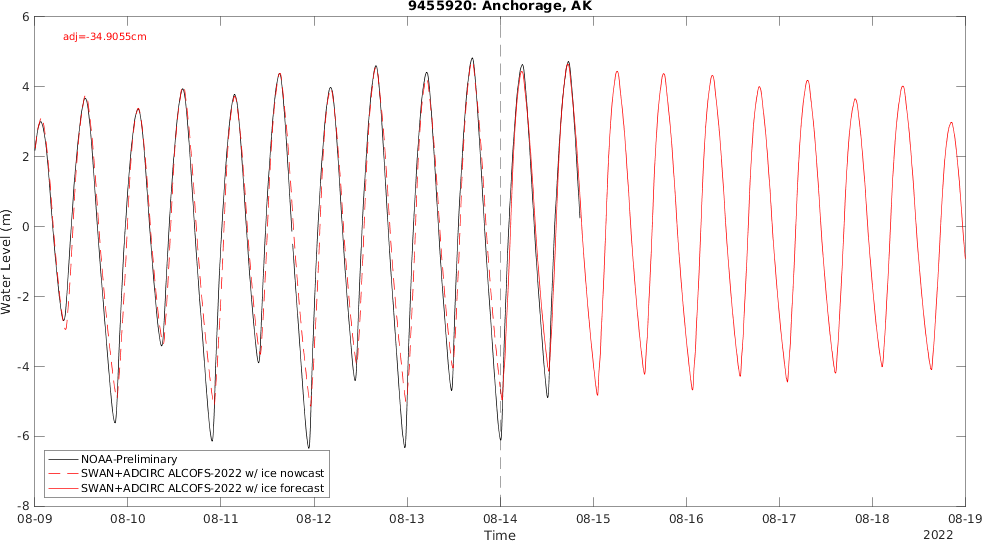 9455920: Anchorage, AK
adj=-34.9055cm
6
4
2
0
-2
-4
-6
-8
Water Level (m)
NOAA-Preliminary
SWAN+ADCIRC ALCOFS-2022 w/ ice nowcast
SWAN+ADCIRC ALCOFS-2022 w/ ice forecast
08-09 08-10 08-11 08-12 08-13 08-14 08-15 08-16 08-17 08-18 08-19
Time
2022